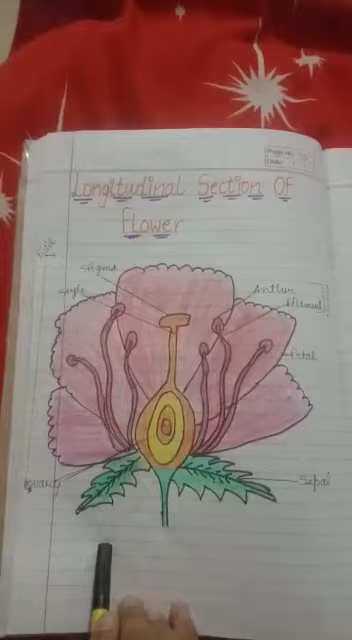 Longitudinal Section Of
Flower
stigma
style
Anther
Filament
Petal
Ovary
Sepal